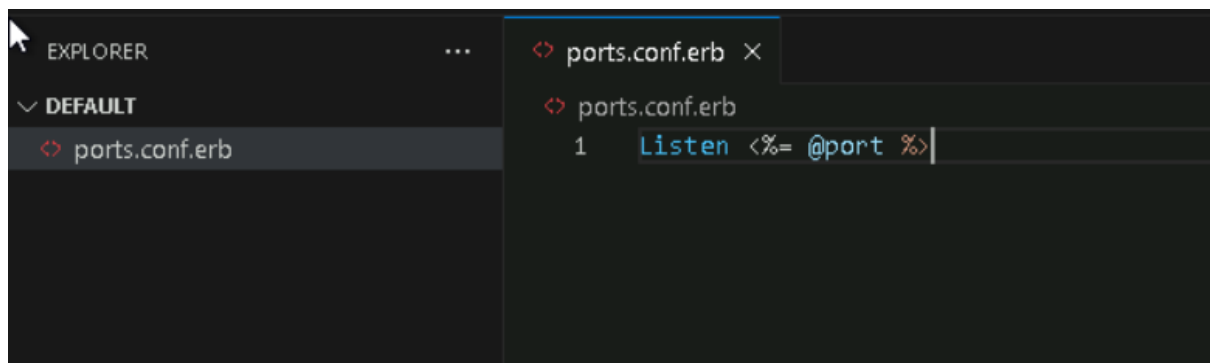 EXPLORER ...
DEFAULT
ports.conf.erb
ports.conf.erb
ports.conf.erb
1 Listen <%= @port %>